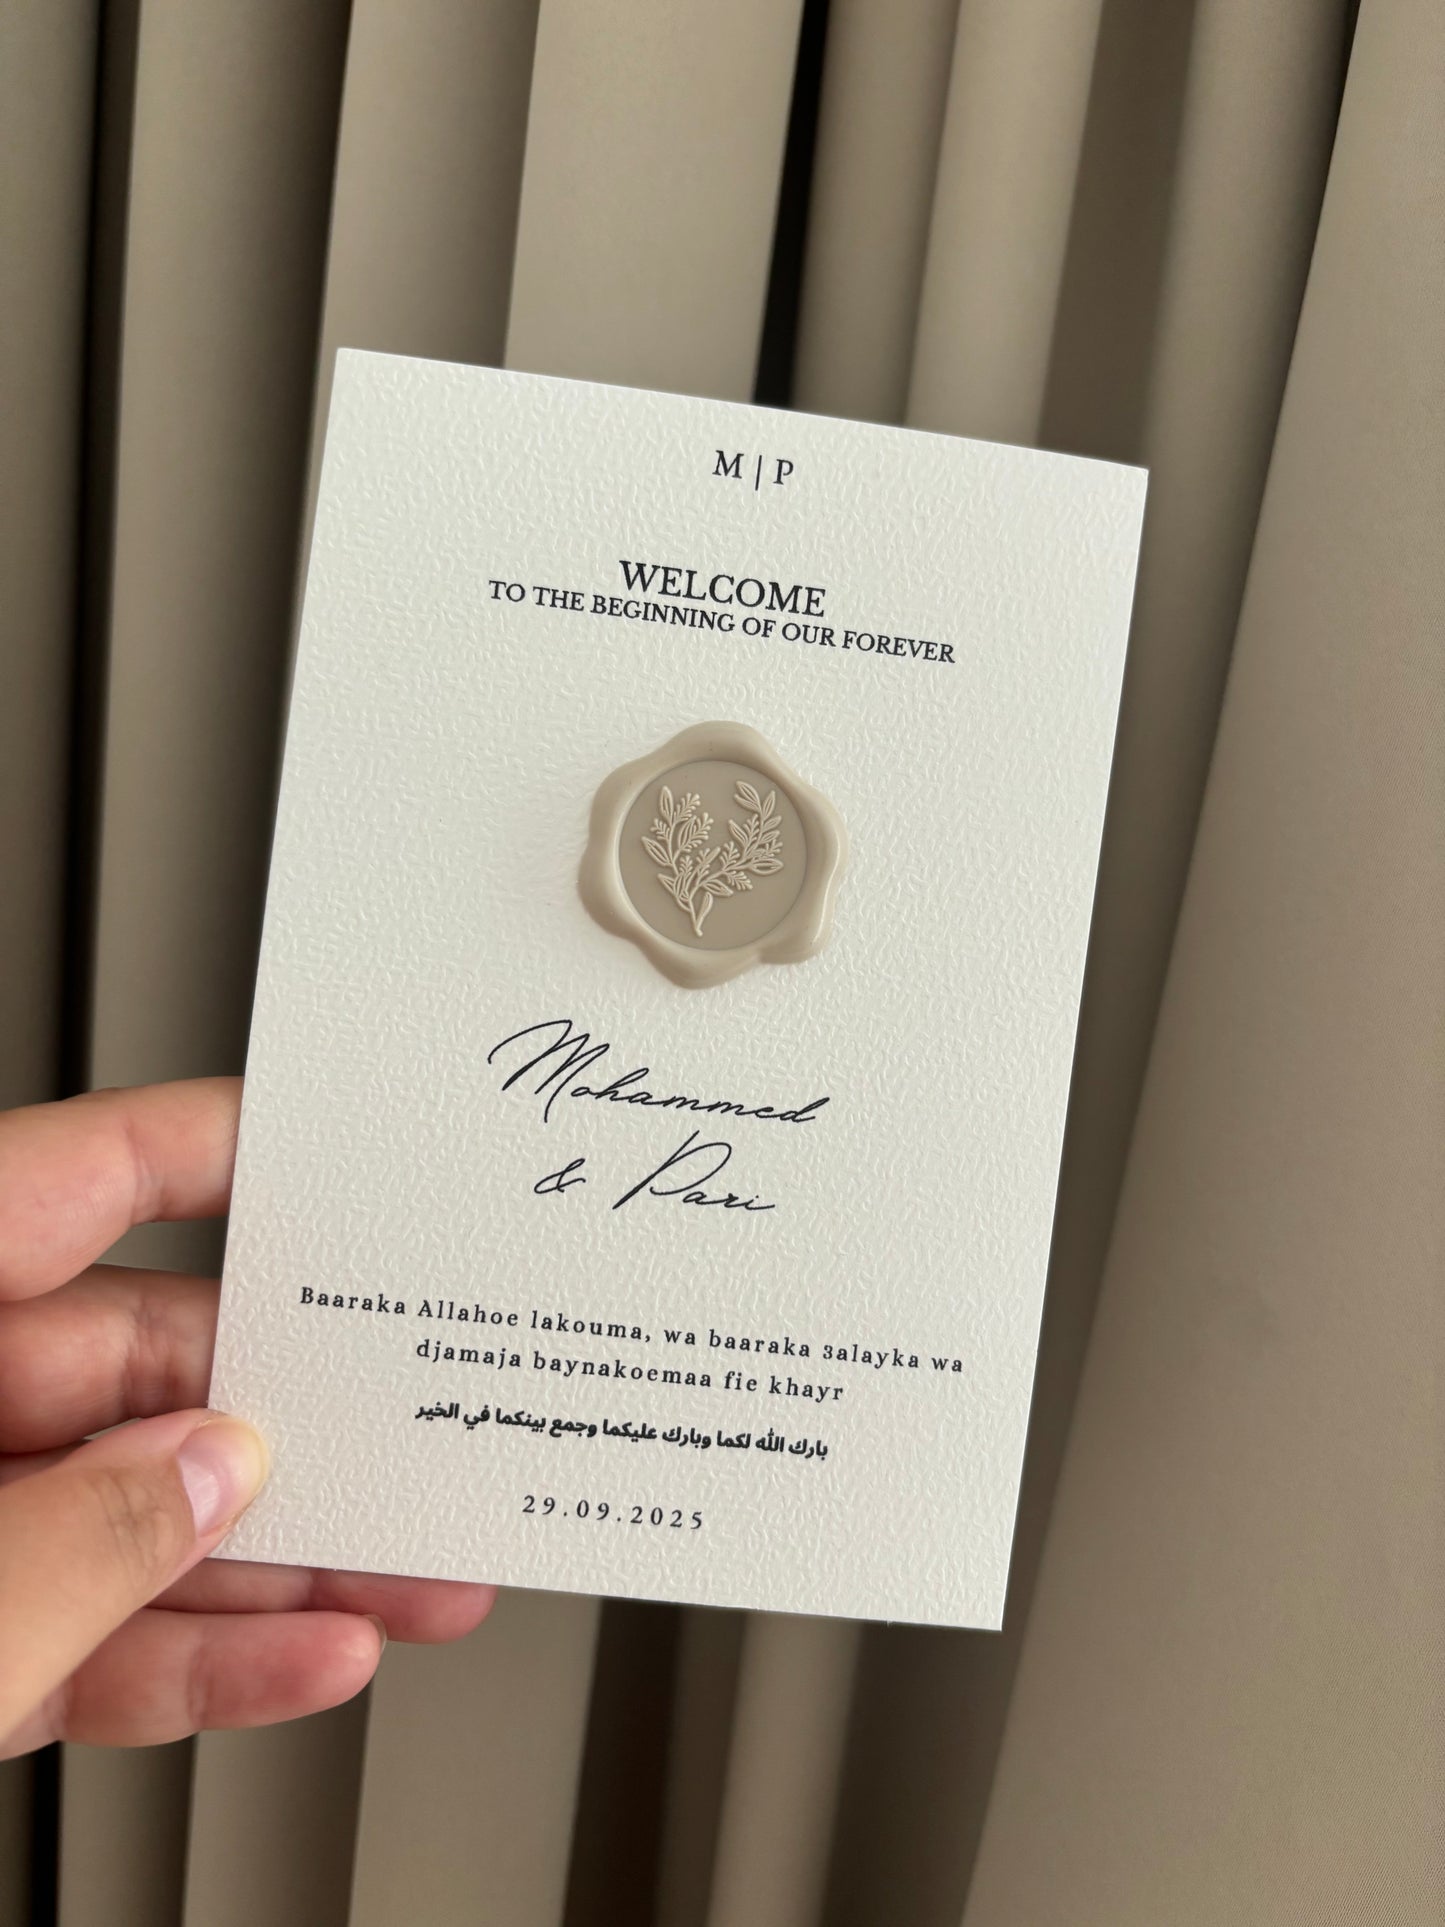 M | P
WELCOME
TO THE BEGINNING OF OUR FOREVER
Mohammed
& Pari
Baaraka Allahoe lakouma, wa baaraka 3alayka wa
djamaja baynakoemaa fie khayr
بارك الله لكما وبارك عليكما وجمع بينكما في الخير
29.09.2025